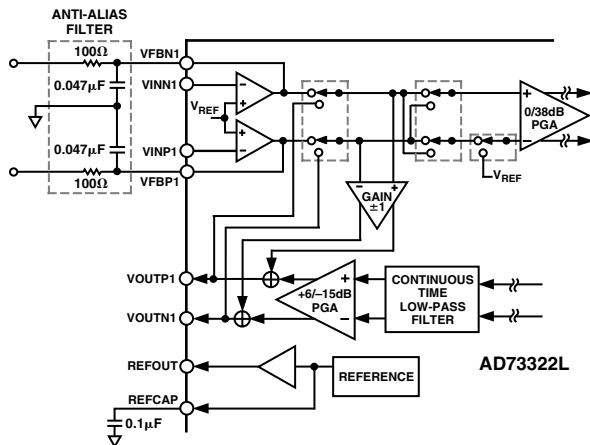 ANTI-ALIAS
FILTER
100Ω
VFBN1
0.047μF
VINN1
VREF
0.047μF
VINP1
100Ω
VFBP1
+
−
−
+
+
−
0/38dB
PGA
VREF
−
+
GAIN
±1
VOUTP1
VOUTN1
+6/–15dB
PGA
+
−
CONTINUOUS
TIME
LOW-PASS
FILTER
REFOUT
REFERENCE
AD73322L
REFCAP
0.1μF